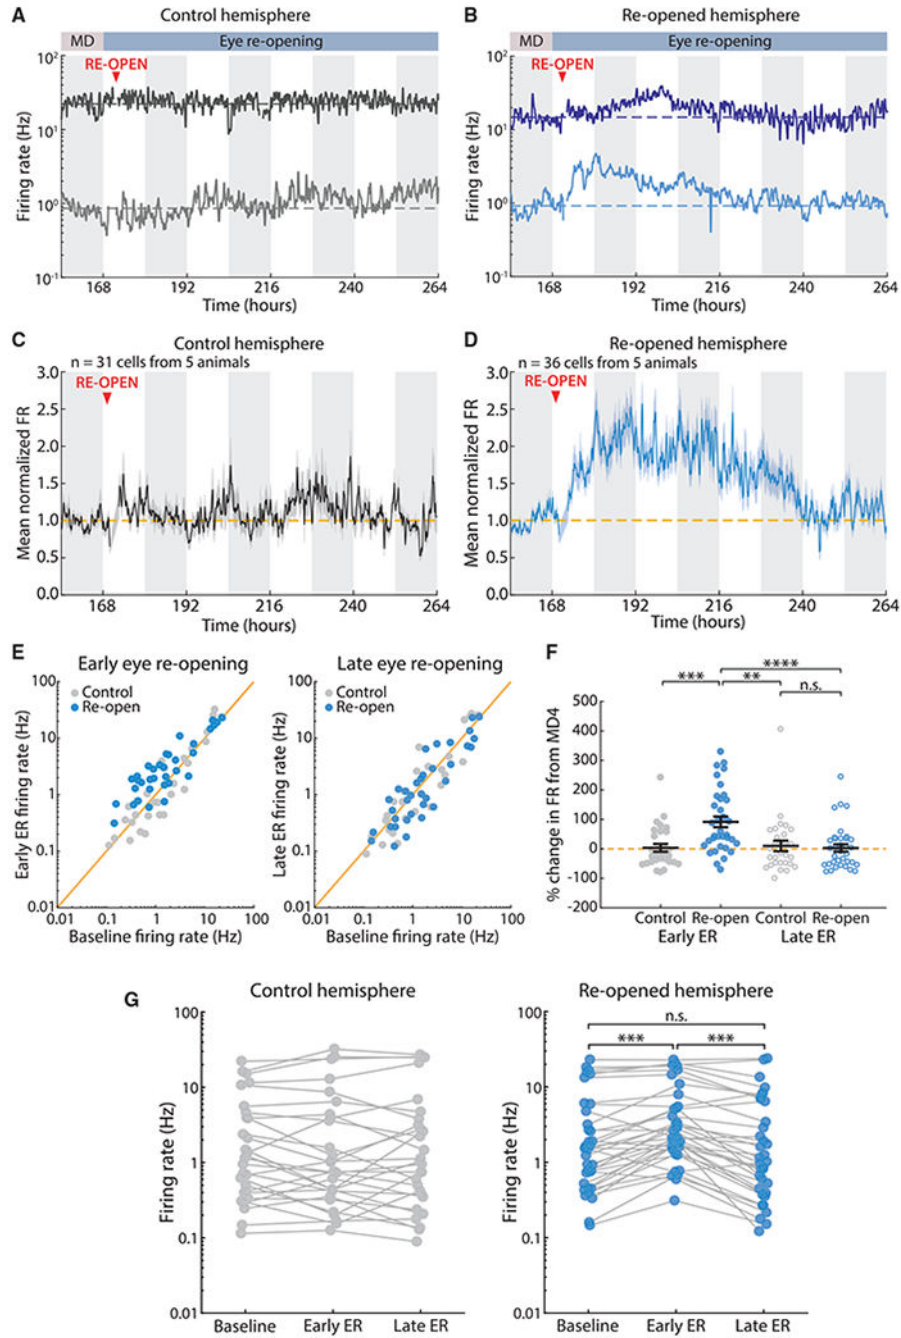 A Control hemisphere
MD Eye re-opening
RE-OPEN
Firing rate (Hz)
10²
10¹
10⁰
10⁻¹
168 192 216 240 264
Time (hours)
B Re-opened hemisphere
MD Eye re-opening
RE-OPEN
Firing rate (Hz)
10²
10¹
10⁰
10⁻¹
168 192 216 240 264
Time (hours)
C Control hemisphere
n = 31 cells from 5 animals
RE-OPEN
Mean normalized FR
3.0
2.5
2.0
1.5
1.0
0.5
0.0
168 192 216 240 264
Time (hours)
D Re-opened hemisphere
n = 36 cells from 5 animals
RE-OPEN
Mean normalized FR
3.0
2.5
2.0
1.5
1.0
0.5
0.0
168 192 216 240 264
Time (hours)
E Early eye re-opening
Control
Re-open
Early ER firing rate (Hz)
100
10
1
0.1
0.01
0.01 0.1 1 10 100
Baseline firing rate (Hz)
Late eye re-opening
Control
Re-open
Late ER firing rate (Hz)
100
10
1
0.1
0.01
0.01 0.1 1 10 100
Baseline firing rate (Hz)
F
****
*** **
n.s.
% change in FR from MD4
500
400
300
200
100
0
-100
-200
Control Re-open Control Re-open
Early ER Late ER
G Control hemisphere
Firing rate (Hz)
100
10
1
0.1
0.01
Baseline Early ER Late ER
Re-opened hemisphere
n.s.
*** ***
Firing rate (Hz)
100
10
1
0.1
0.01
Baseline Early ER Late ER